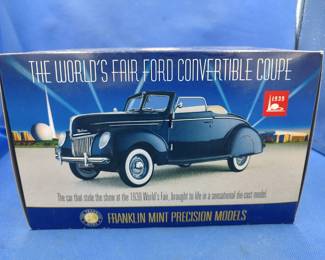 THE WORLD'S FAIR FORD CONVERTIBLE COUPE
1939
The car that stole the show at the 1939 World's Fair, brought to life in a sensational die-cast model.
FRANKLIN MINT PRECISION MODELS